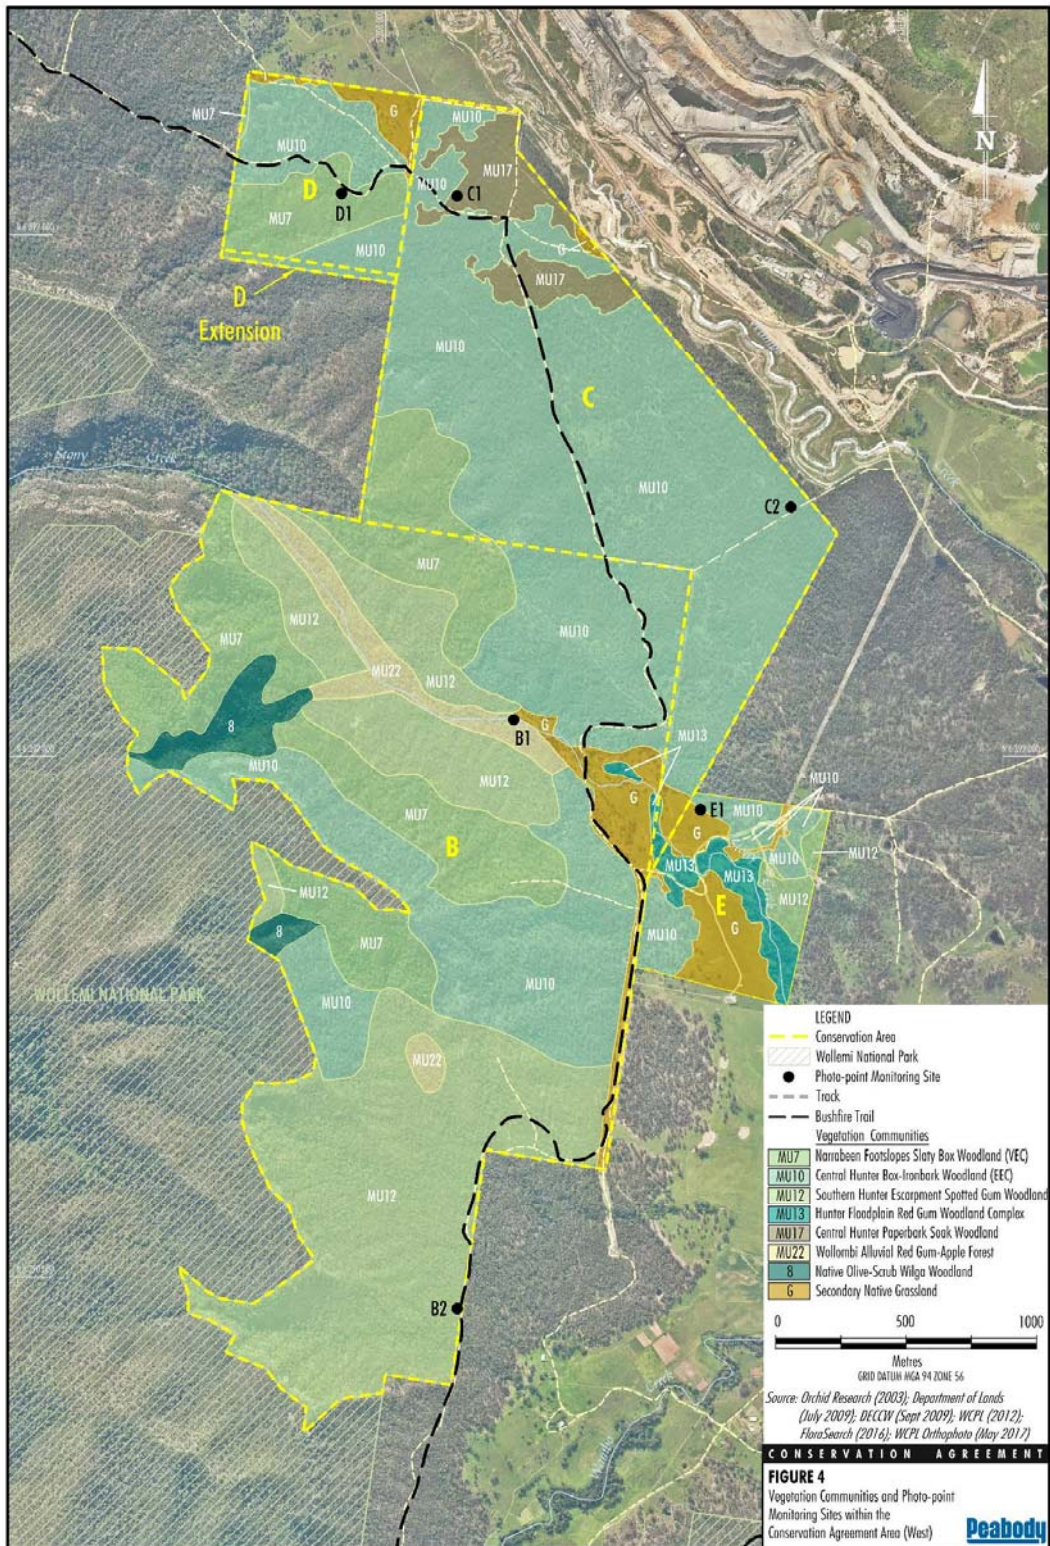 MU7
G
MU10
MU10
MU17
D
MU10
C1
D1
MU7
N 6 393 000
MU10
G
MU17
D
Extension
MU10
C
Stony
Creek
MU10
C2
MU7
MU12
MU10
MU7
MU22
MU12
8
B1
G
MU13
MU10
MU12
MU10
MU7
G
E1
MU10
G
B
MU10
MU12
MU13
MU13
MU12
MU12
E
8
MU7
MU10
G
WOLLEMI NATIONAL PARK
MU10
MU10
MU22
MU12
B2
N
LEGEND
Conservation Area
Wollemi National Park
Photo-point Monitoring Site
Track
Bushfire Trail
Vegetation Communities
MU7 Narrabeen Footslopes Slaty Box Woodland (VEC)
MU10 Central Hunter Box-Ironbark Woodland (EEC)
MU12 Southern Hunter Escarpment Spotted Gum Woodland
MU13 Hunter Floodplain Red Gum Woodland Complex
MU17 Central Hunter Paperbark Soak Woodland
MU22 Wollombi Alluvial Red Gum-Apple Forest
8 Native Olive-Scrub Wilga Woodland
G Secondary Native Grassland
0 500 1000
Metres
GRID DATUM MGA 94 ZONE 56
Source: Orchid Research (2003); Department of Lands
(July 2009); DECCW (Sept 2009); WCPL (2012);
FloraSearch (2016); WCPL Orthophoto (May 2017)
CONSERVATION AGREEMENT
FIGURE 4
Vegetation Communities and Photo-point
Monitoring Sites within the
Conservation Agreement Area (West)
Peabody